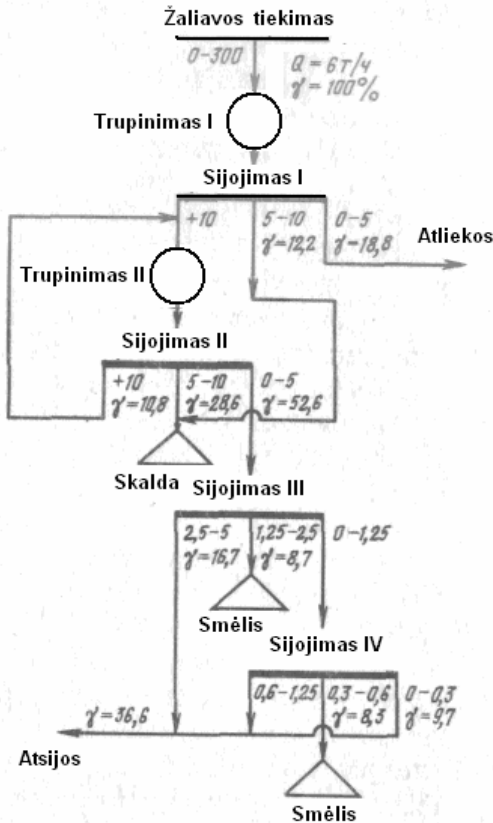 Žaliavos tiekimas
0-300
Q = 6т/ч
γ = 100%
Trupinimas I
Sijojimas I
+10
5-10
γ=12,2
0-5
γ=18,8
Atliekos
Trupinimas II
Sijojimas II
+10
γ=10,8
5-10
γ=28,6
0-5
γ=52,6
Skalda
Sijojimas III
2,5-5
γ=16,7
1,25-2,5
γ=8,7
0-1,25
Smėlis
Sijojimas IV
0,6-1,25
0,3-0,6
γ=8,3
0-0,3
γ=9,7
γ=36,6
Atsijos
Smėlis